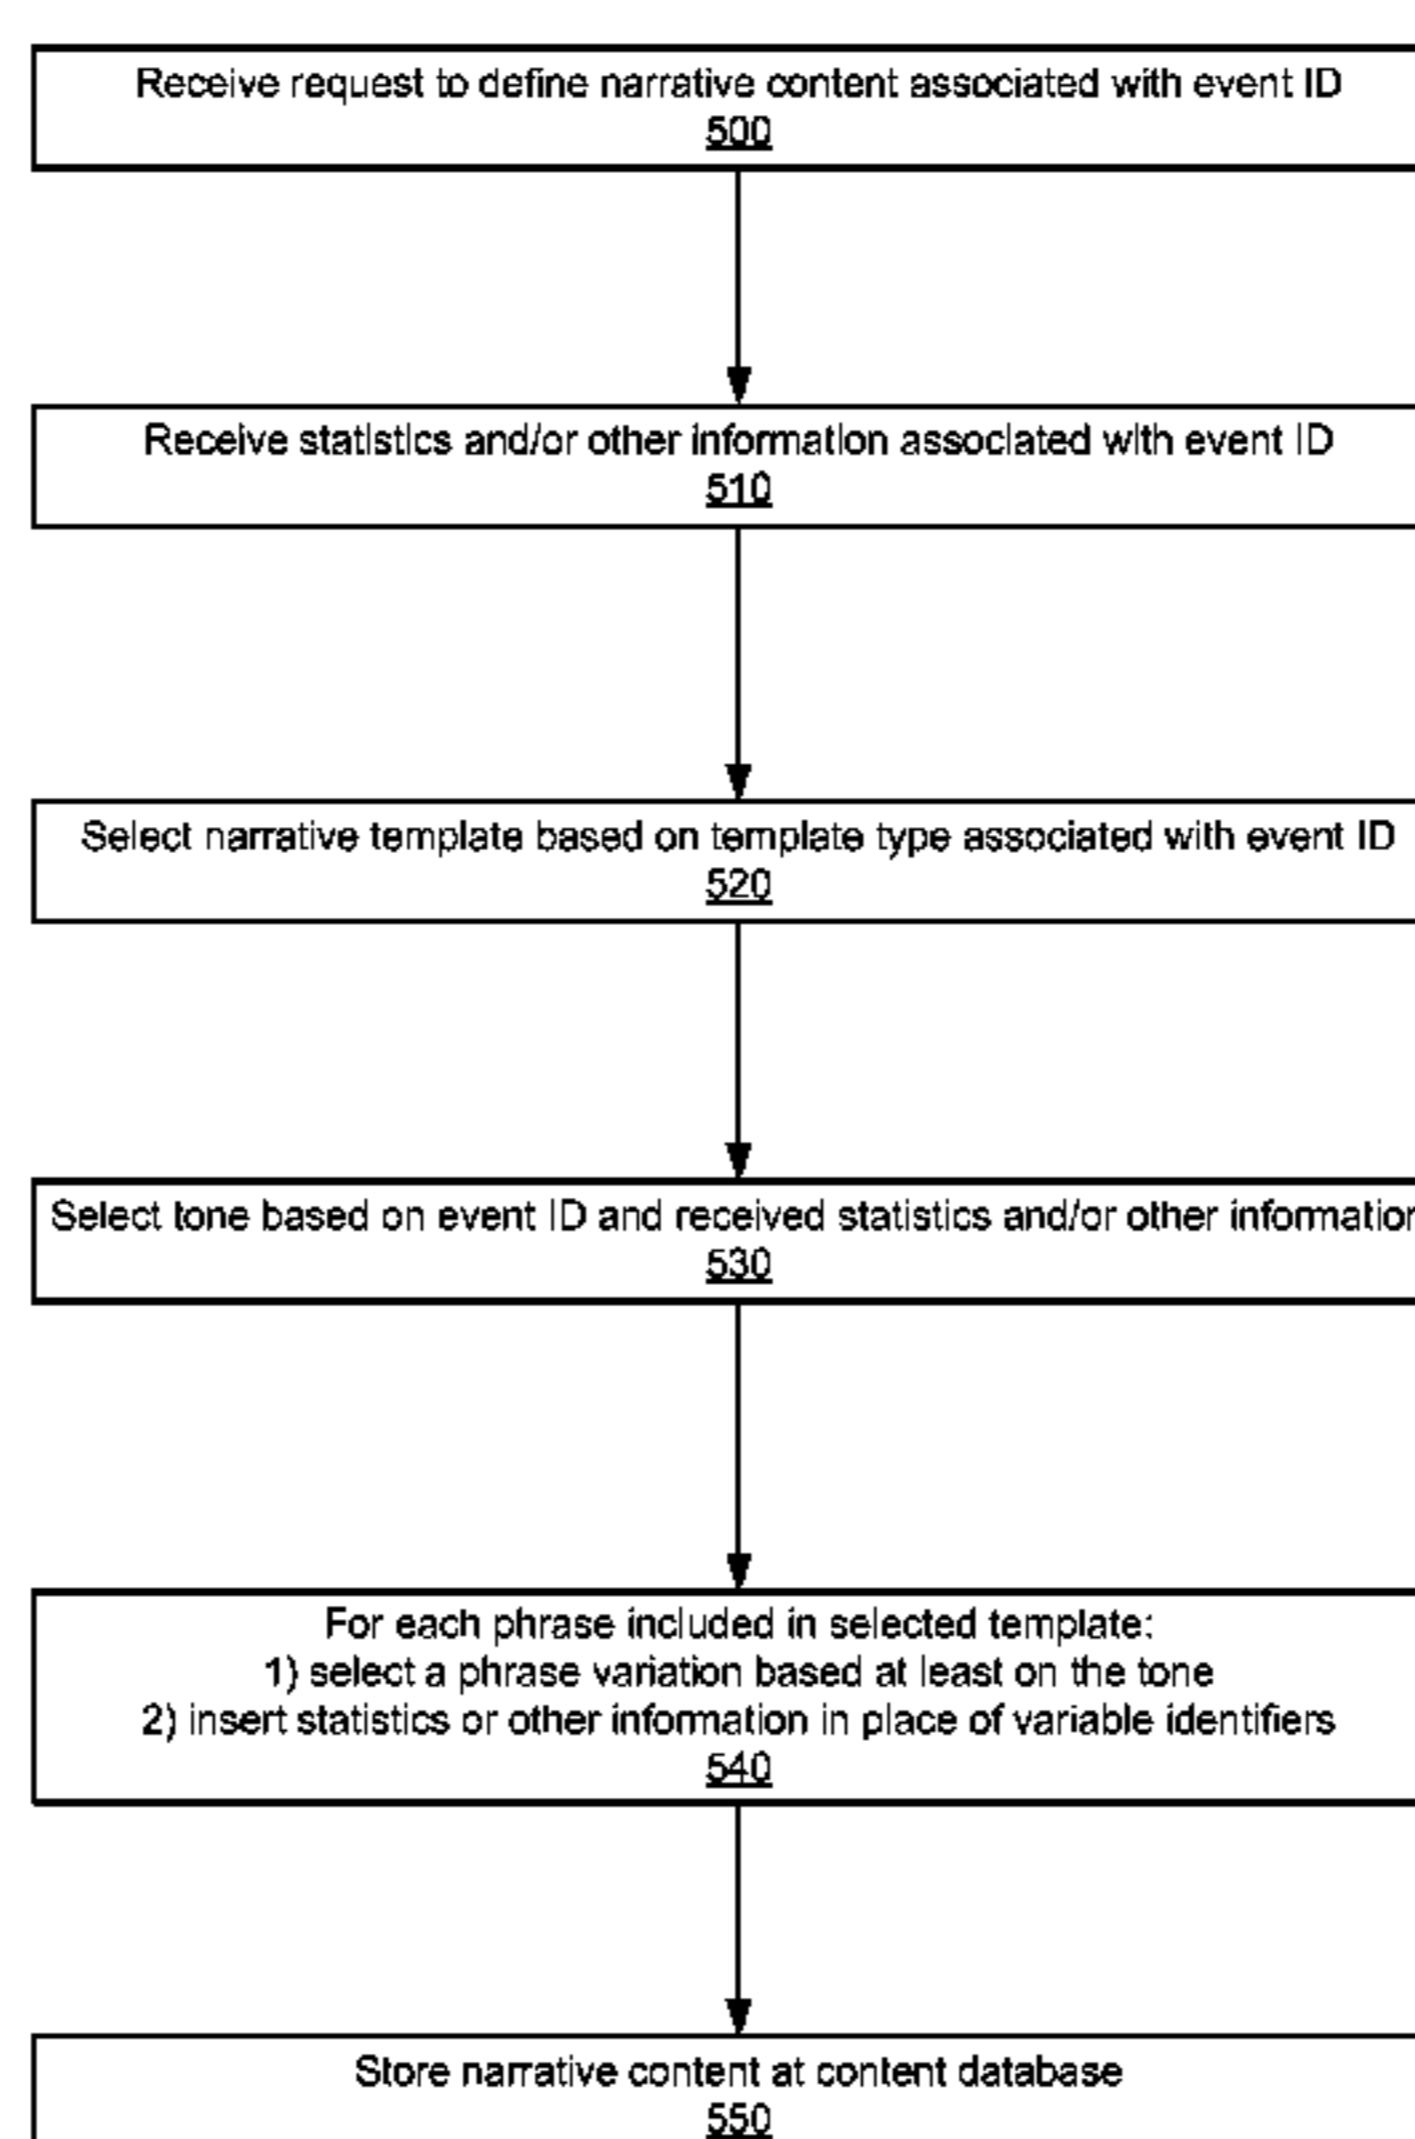 Receive request to define narrative content associated with event ID
500
Receive statistics and/or other information associated with event ID
510
Select narrative template based on template type associated with event ID
520
Select tone based on event ID and received statistics and/or other information
530
For each phrase included in selected template:
1) select a phrase variation based at least on the tone
2) insert statistics or other information in place of variable identifiers
540
Store narrative content at content database
550